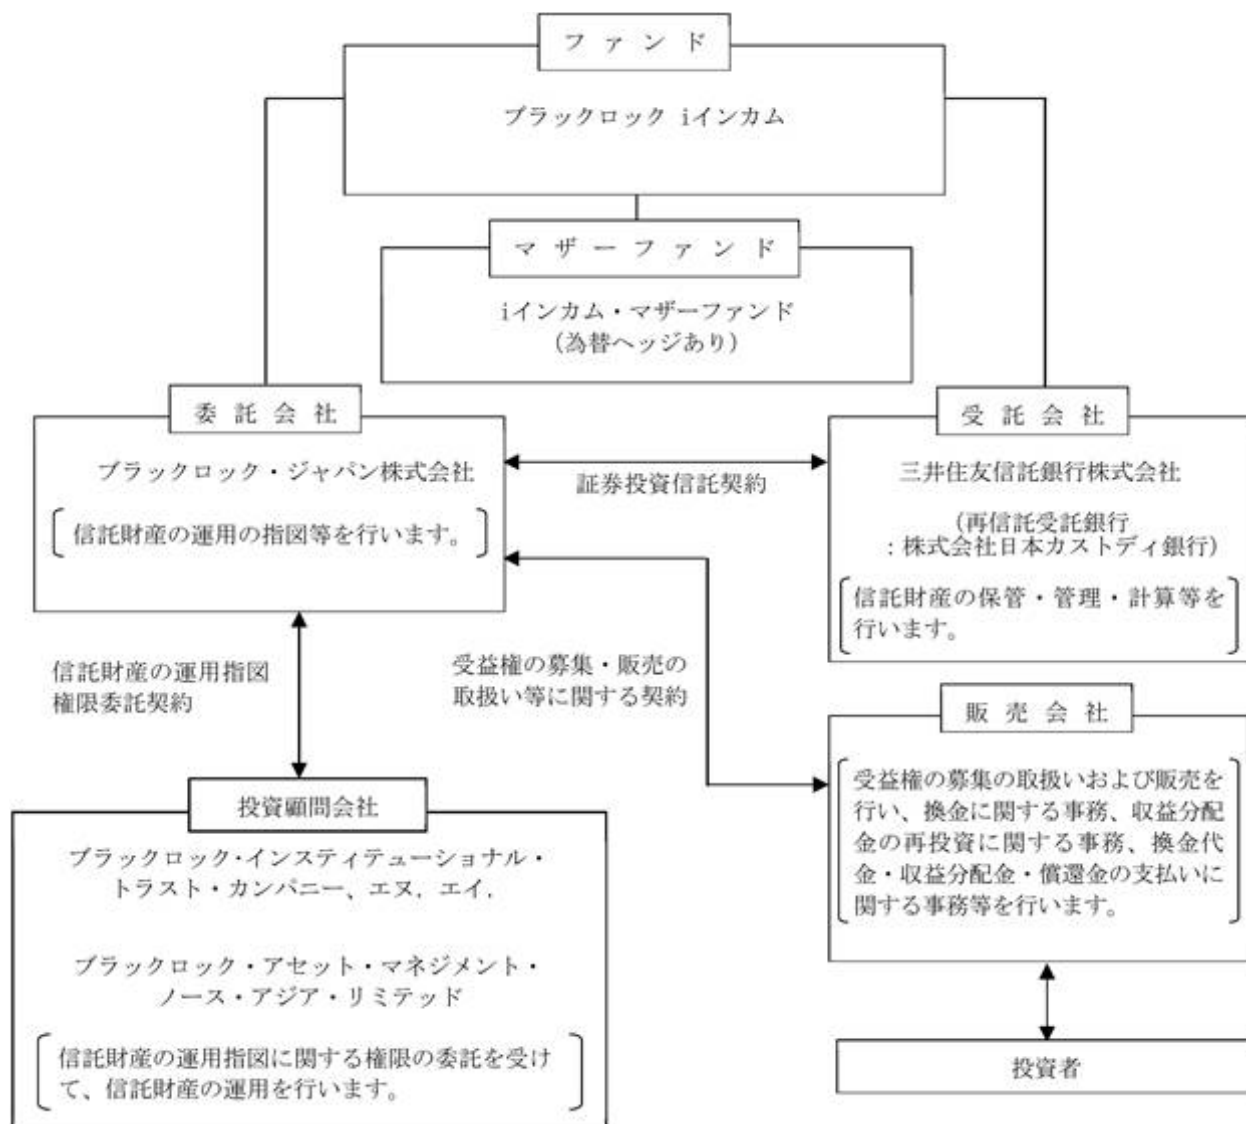 ファンド
ブラックロック iインカム
マザーファンド
iインカム・マザーファンド
(為替ヘッジあり)
委託会社
ブラックロック・ジャパン株式会社
信託財産の運用の指図等を行います。
証券投資信託契約
受託会社
三井住友信託銀行株式会社
(再信託受託銀行
:株式会社日本カストディ銀行)
信託財産の保管・管理・計算等を
行います。
信託財産の運用指図
権限委託契約
受益権の募集・販売の
取扱い等に関する契約
販売会社
受益権の募集の取扱いおよび販売を
行い、換金に関する事務、収益分配
金の再投資に関する事務、換金代
金・収益分配金・償還金の支払いに
関する事務等を行います。
投資顧問会社
ブラックロック・インスティテューショナル・
トラスト・カンパニー、エヌ.エイ.
ブラックロック・アセット・マネジメント・
ノース・アジア・リミテッド
信託財産の運用指図に関する権限の委託を受け
て、信託財産の運用を行います。
投資者